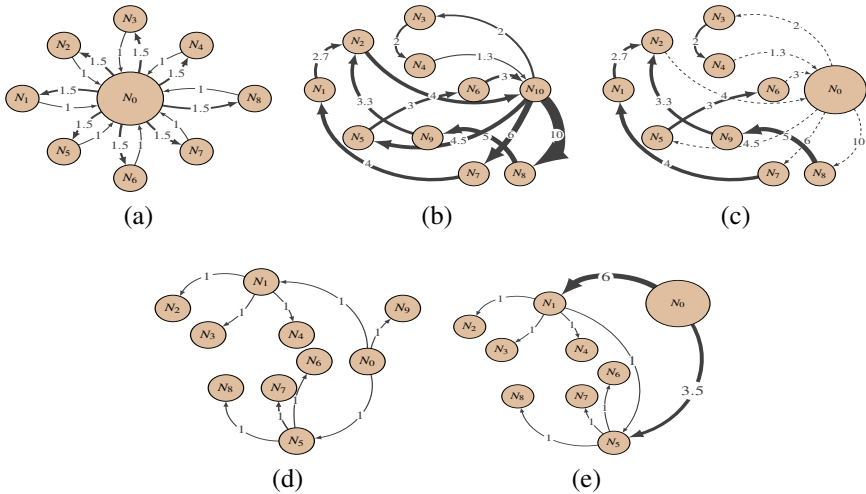 N₃
1
1.5
N₂
1.5
N₄
1
1.5
1
N₁
1.5
N₀
1
1
1.5
N₈
1.5
1.5
N₅
1
1.5
1
N₇
1
N₆
(a)
N₃
2
N₂
2
2.7
N₄
1.3
N₁
N₆
3
N₁₀
3.3
3
4
N₅
N₉
4.5
5
6
10
4
N₇
N₈
(b)
N₃
2
N₂
2
2.7
N₄
1.3
N₁
N₆
3
N₀
3.3
3
4
N₅
N₉
4.5
5
6
10
4
N₇
N₈
(c)
N₁
1
N₂
1
1
1
N₉
N₃
N₄
1
N₀
N₆
N₈
N₇
1
1
1
N₅
(d)
6
N₁
N₀
1
N₂
1
1
N₃
N₄
1
N₆
3.5
N₈
N₇
1
1
N₅
(e)